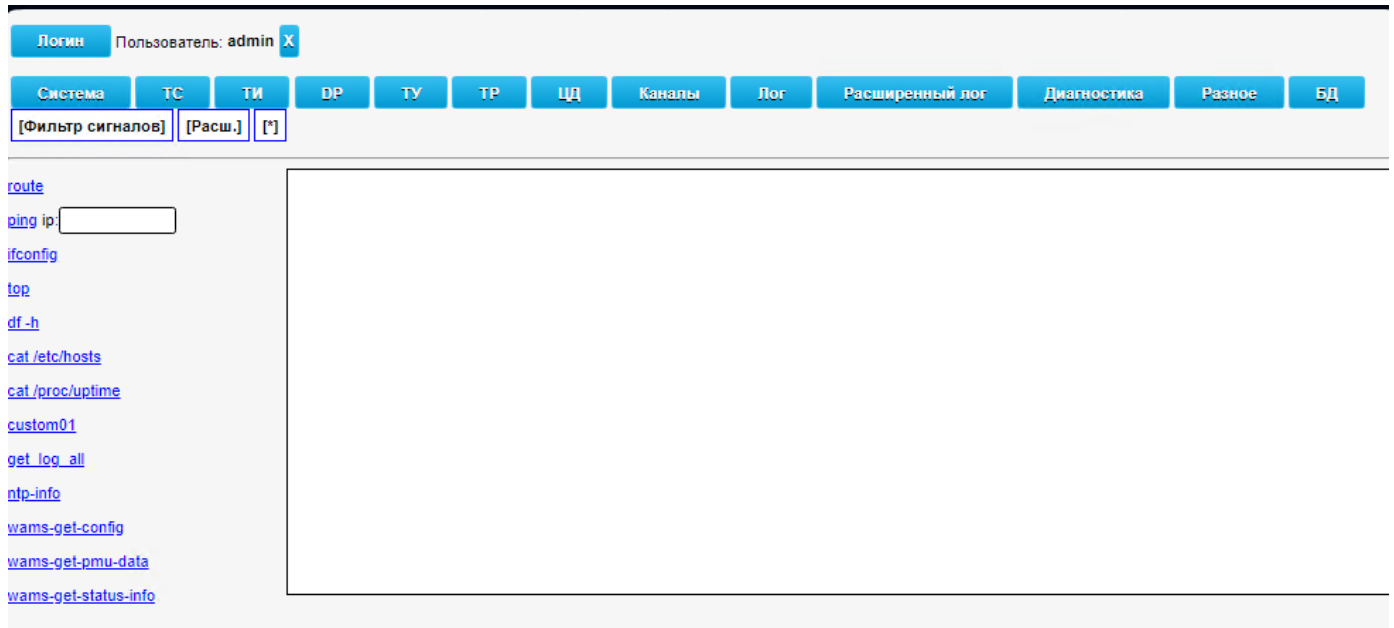 Логин Пользователь: admin X
Система ТС ТИ DP ТУ ТР ЦД Каналы Лог Расширенный лог Диагностика Разное БД
[Фильтр сигналов] [Расш.] [*]
route
ping ip:
ifconfig
top
df -h
cat /etc/hosts
cat /proc/uptime
custom01
get_log_all
ntp-info
wams-get-config
wams-get-pmu-data
wams-get-status-info